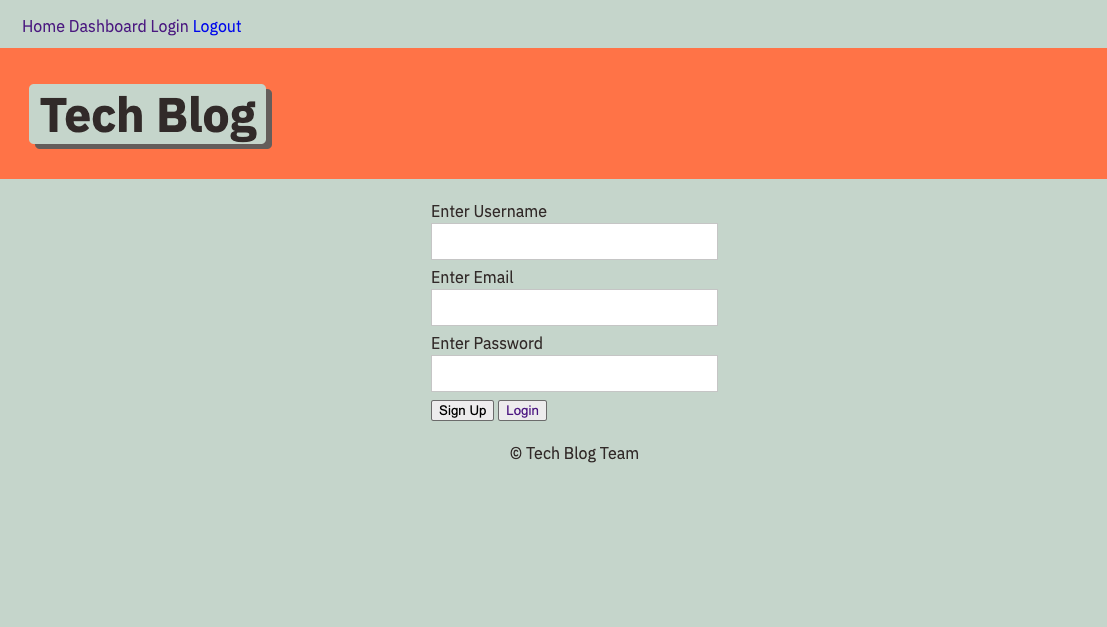 Home Dashboard Login Logout
Tech Blog
Enter Username
Enter Email
Enter Password
Sign Up Login
© Tech Blog Team